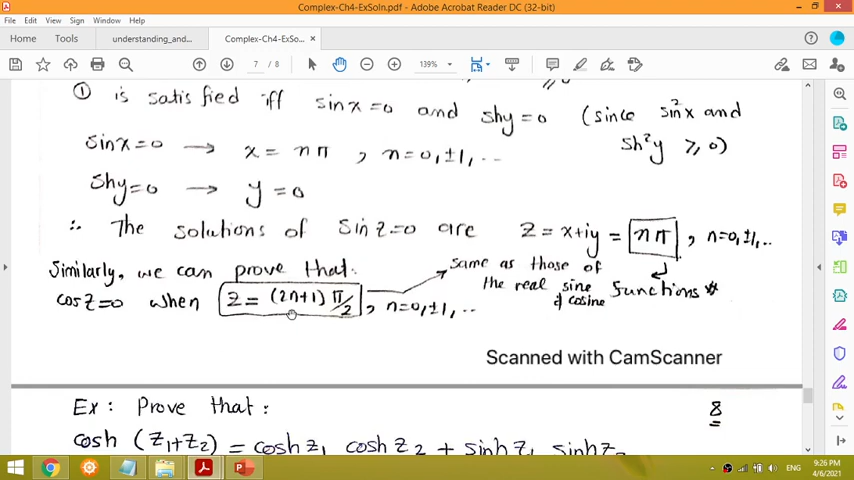 Complex-Ch4-ExSoln.pdf - Adobe Acrobat Reader DC (32-bit)
File Edit View Sign Window Help
Home Tools understanding_and... Complex-Ch4-ExSo... ×
7 / 8 139%
① is satisfied iff sin x = 0 and shy = 0 (since sin²x and
sh²y ≥ 0)
sin x = 0 → x = nπ , n = 0, ±1, ...
shy = 0 → y = 0
∴ The solutions of sin z = 0 are z = x+iy = nπ , n=0, ±1, ..
Similarly, we can prove that:
same as those of
the real sine
& cosine
functions
cos z = 0 when z = (2n+1) π/2 , n=0, ±1, ...
Scanned with CamScanner
Ex: Prove that:
8
cosh (z₁+z₂) = cosh z₁ cosh z₂ + sinh z₁ sinh z₂
ENG
9:26 PM
4/6/2021